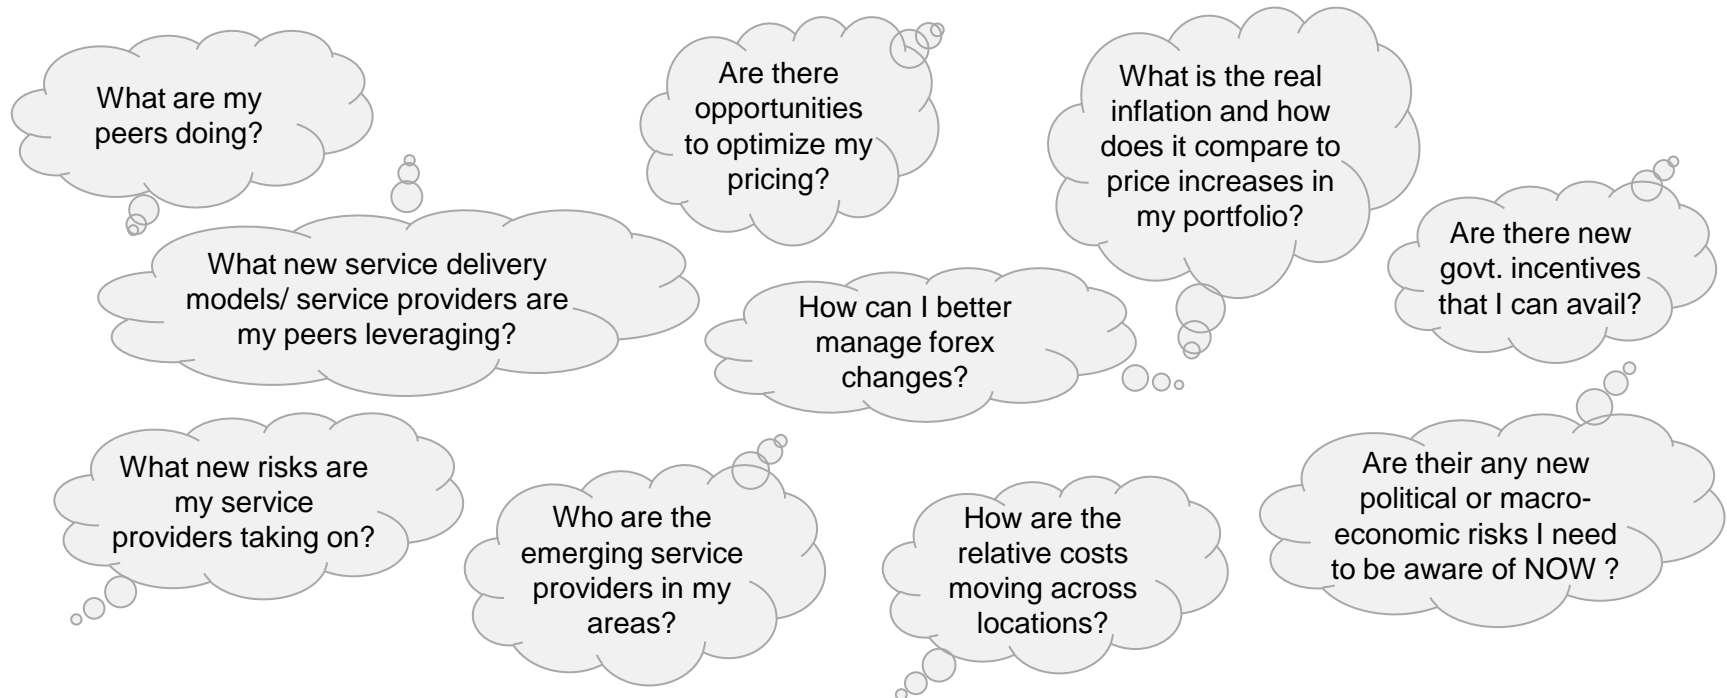 What are my
peers doing?
Are there
opportunities
to optimize my
pricing?
What is the real
inflation and how
does it compare to
price increases in
my portfolio?
Are there new
govt. incentives
that I can avail?
What new service delivery
models/ service providers are
my peers leveraging?
How can I better
manage forex
changes?
What new risks are
my service
providers taking on?
Who are the
emerging service
providers in my
areas?
How are the
relative costs
moving across
locations?
Are their any new
political or macro-
economic risks I need
to be aware of NOW ?